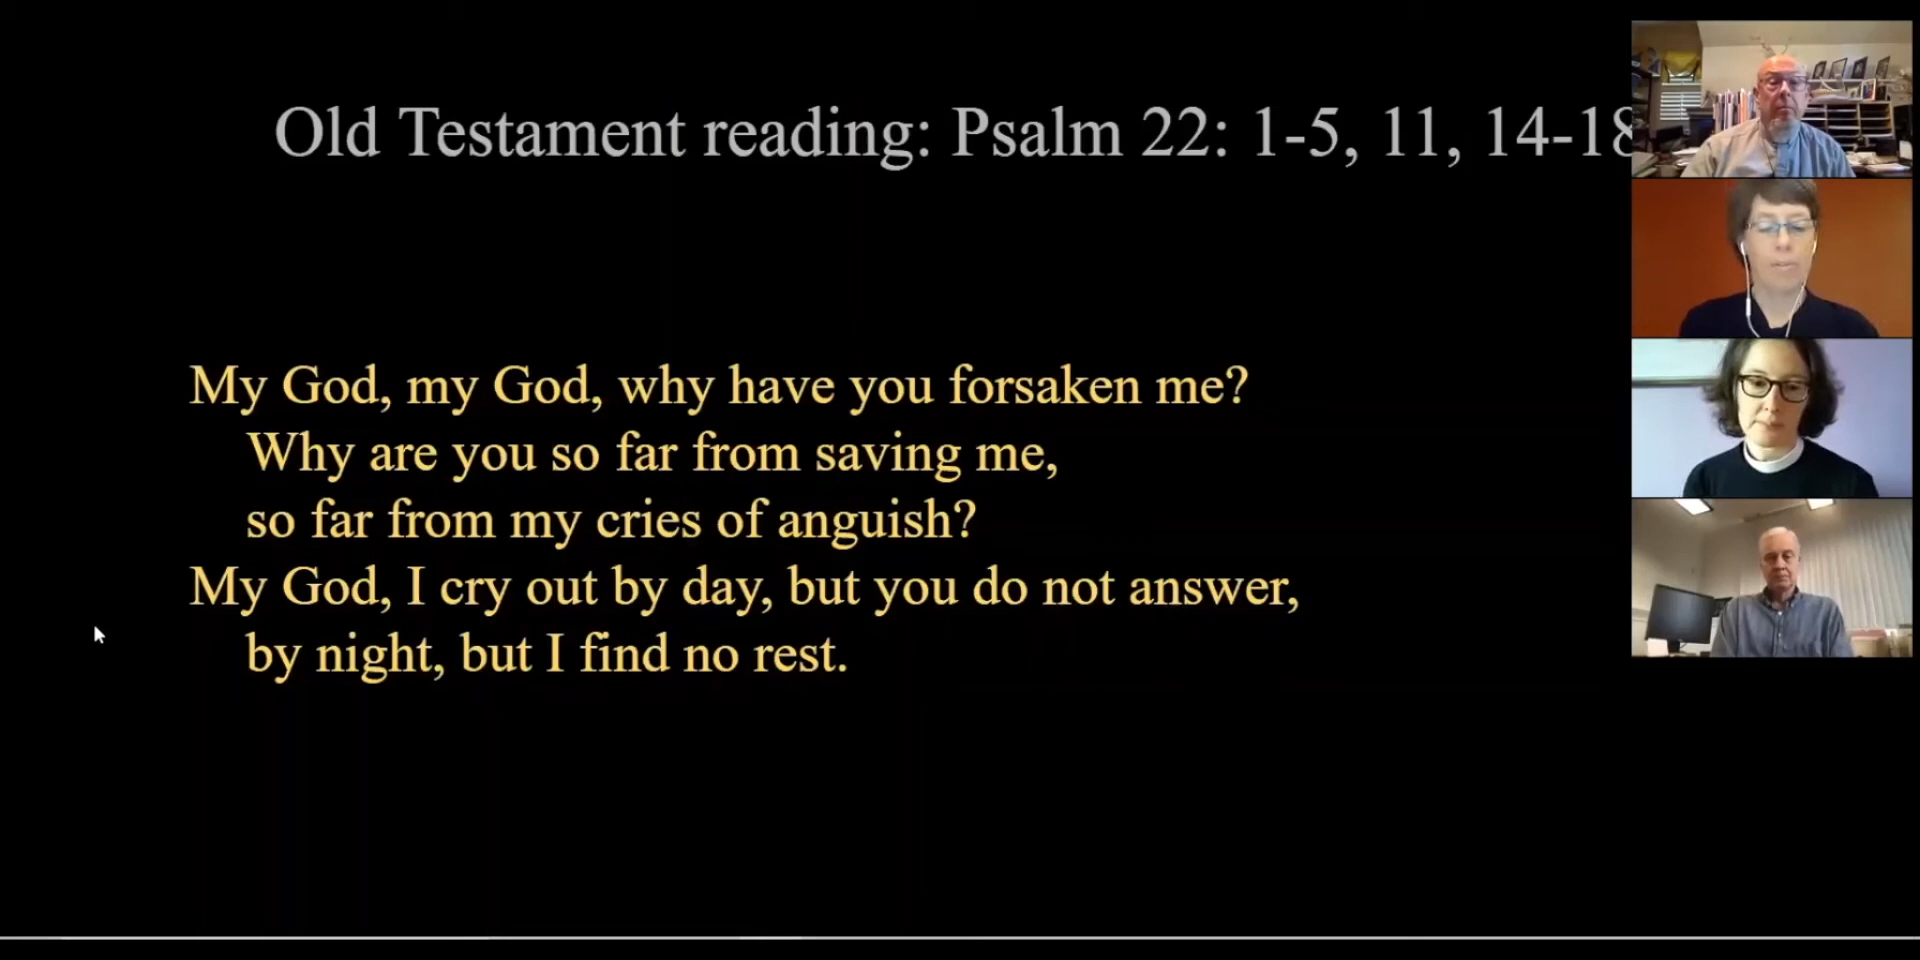 Old Testament reading: Psalm 22: 1-5, 11, 14-18
My God, my God, why have you forsaken me?
Why are you so far from saving me,
so far from my cries of anguish?
My God, I cry out by day, but you do not answer,
by night, but I find no rest.